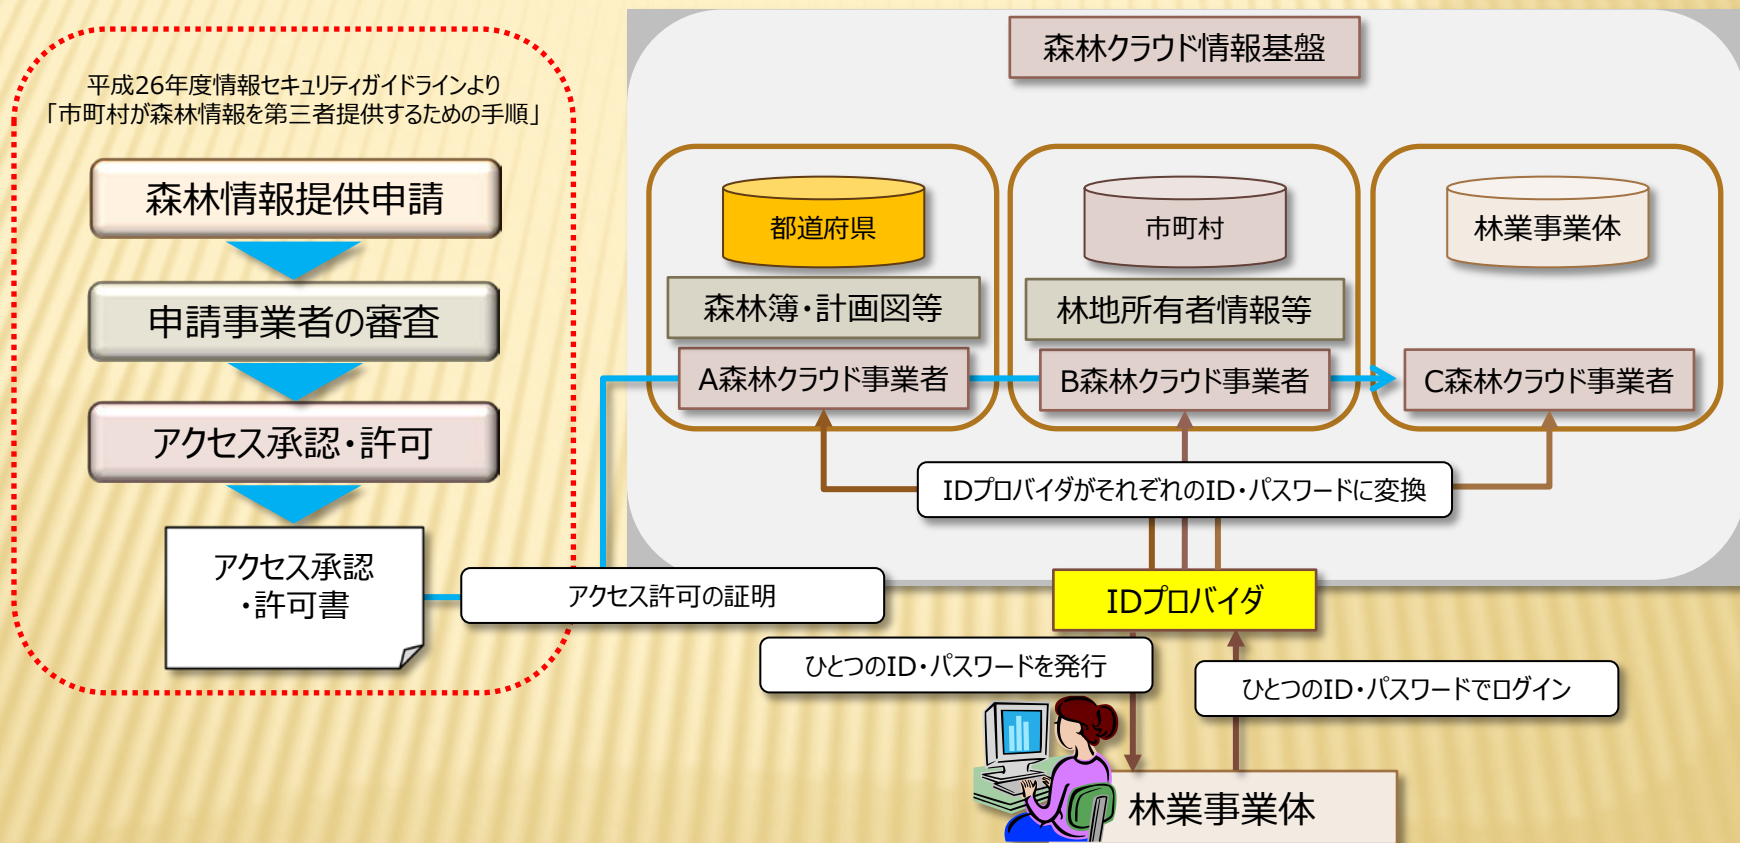 平成26年度情報セキュリティガイドラインより
「市町村が森林情報を第三者提供するための手順」
森林情報提供申請
申請事業者の審査
アクセス承認・許可
アクセス承認
・許可書
アクセス許可の証明
森林クラウド情報基盤
都道府県
森林簿・計画図等
A森林クラウド事業者
市町村
林地所有者情報等
B森林クラウド事業者
林業事業体
C森林クラウド事業者
IDプロバイダがそれぞれのID・パスワードに変換
IDプロバイダ
ひとつのID・パスワードを発行
ひとつのID・パスワードでログイン
林業事業体